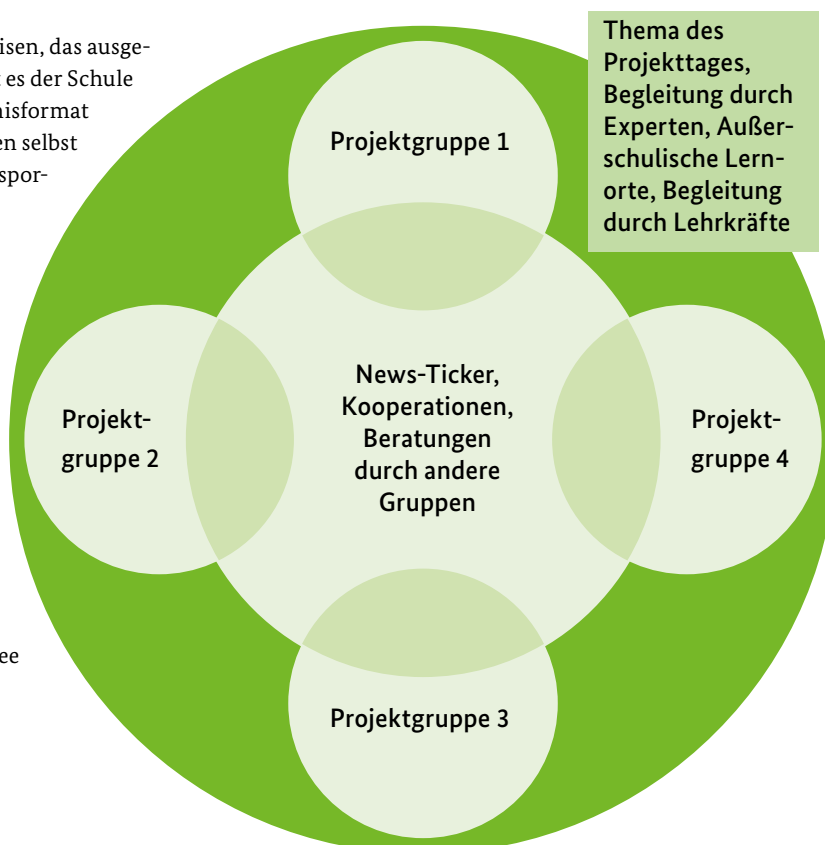 isen, das ausge-
es der Schule
nisformat
en selbst
spor-
ee
Thema des
Projekttages,
Begleitung durch
Experten, Außer-
schulische Lern-
orte, Begleitung
durch Lehrkräfte
Projektgruppe 1
Projekt-
gruppe 2
News-Ticker,
Kooperationen,
Beratungen
durch andere
Gruppen
Projekt-
gruppe 4
Projektgruppe 3